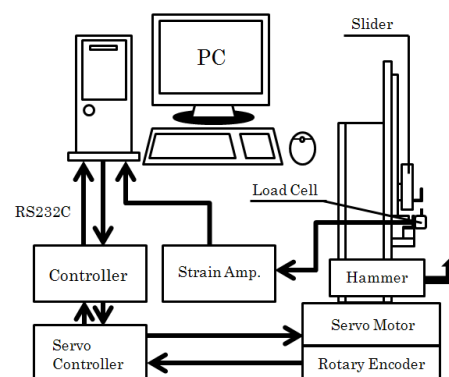 Slider
PC
Load Cell
RS232C
Controller
Strain Amp.
Hammer
Servo Motor
Servo
Controller
Rotary Encoder